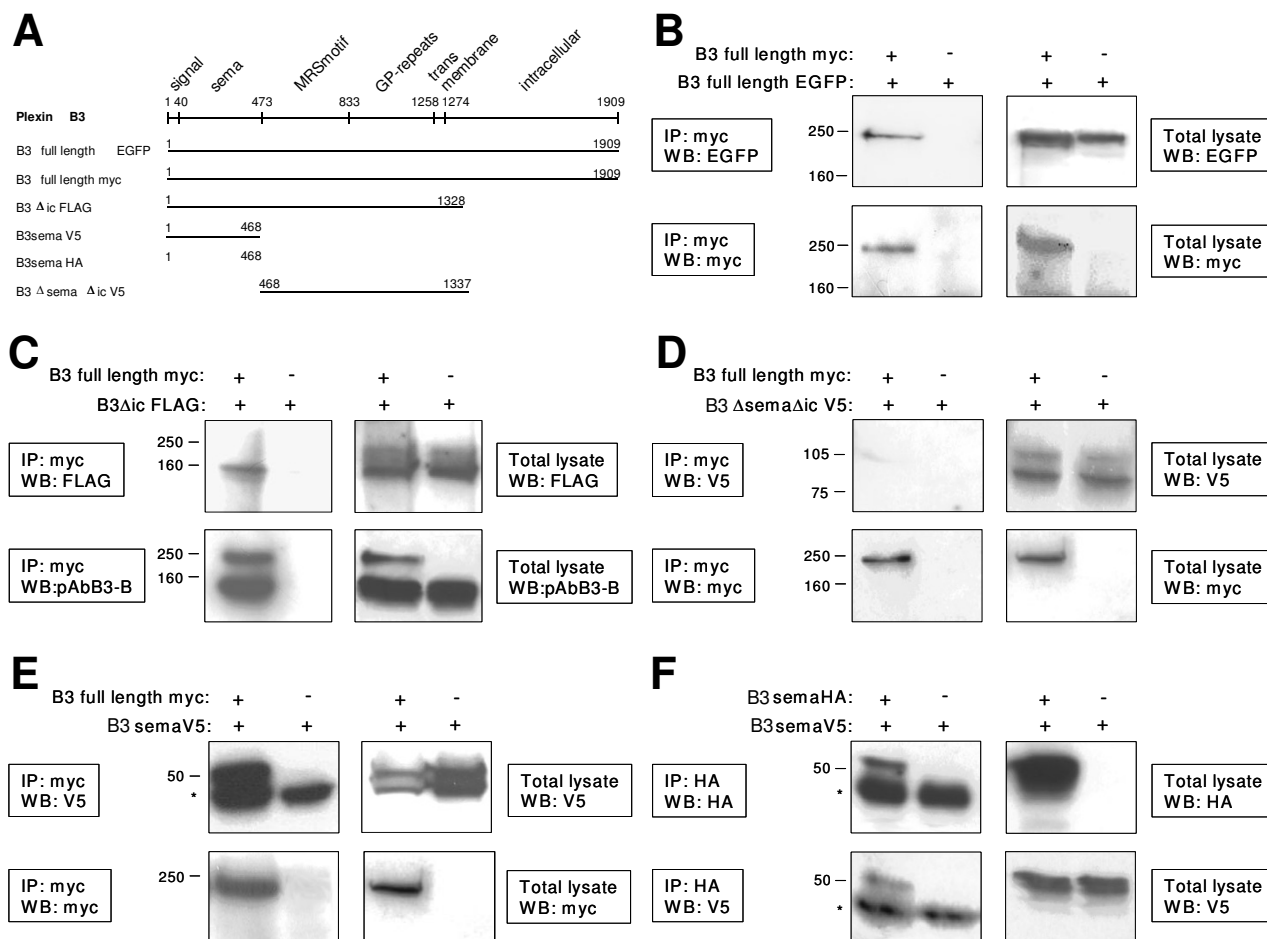 A
signal
sema
MRSmotif
GP-repeats
trans
membrane
intracellular
1 40 473 833 1258 1274 1909
Plexin B3
B3 full length EGFP 1 1909
B3 full length myc 1 1909
B3 Δic FLAG 1 1328
B3sema V5 1 468
B3sema HA 1 468
B3 Δsema Δic V5 468 1337
B
B3 full length myc: + - + -
B3 full length EGFP: + + + +
IP: myc
WB: EGFP
250
160
Total lysate
WB: EGFP
IP: myc
WB: myc
250
160
Total lysate
WB: myc
C
B3 full length myc: + - + -
B3Δic FLAG: + + + +
IP: myc
WB: FLAG
250
160
Total lysate
WB: FLAG
IP: myc
WB:pAbB3-B
250
160
Total lysate
WB:pAbB3-B
D
B3 full length myc: + - + -
B3 ΔsemaΔic V5: + + + +
IP: myc
WB: V5
105
75
Total lysate
WB: V5
IP: myc
WB: myc
250
160
Total lysate
WB: myc
E
B3 full length myc: + - + -
B3 semaV5: + + + +
IP: myc
WB: V5
50
*
Total lysate
WB: V5
IP: myc
WB: myc
250
Total lysate
WB: myc
F
B3 semaHA: + - + -
B3 semaV5: + + + +
IP: HA
WB: HA
50
*
Total lysate
WB: HA
IP: HA
WB: V5
50
*
Total lysate
WB: V5